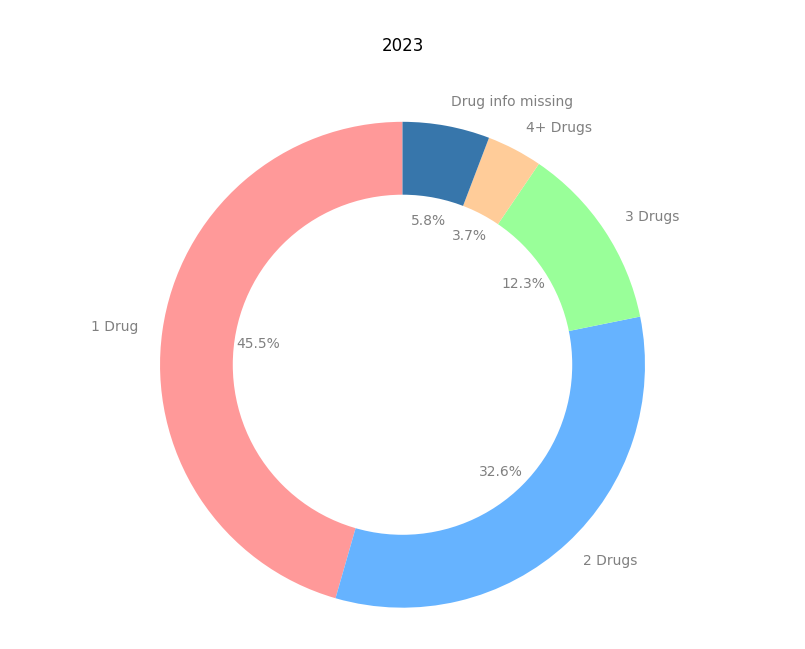 2023
Drug info missing
4+ Drugs
3 Drugs
5.8%
3.7%
12.3%
1 Drug
45.5%
32.6%
2 Drugs